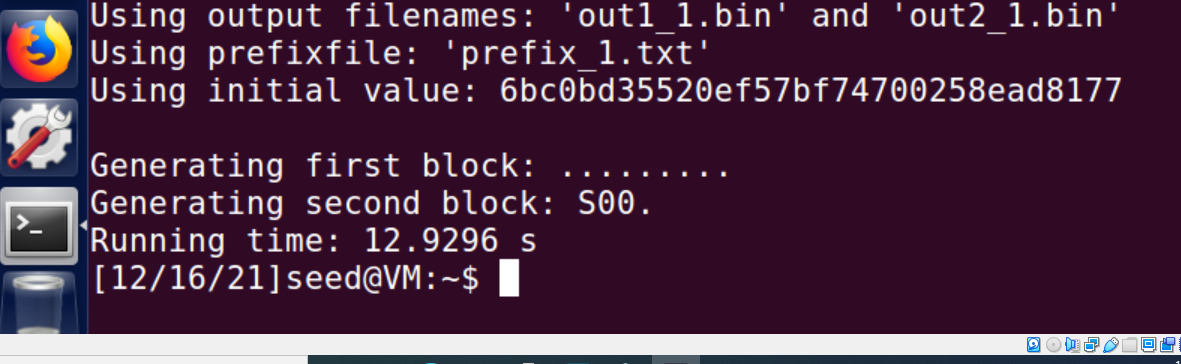 Using output filenames: 'out1_1.bin' and 'out2_1.bin'
Using prefixfile: 'prefix_1.txt'
Using initial value: 6bc0bd35520ef57bf74700258ead8177
Generating first block: .........
Generating second block: S00.
Running time: 12.9296 s
[12/16/21]seed@VM:~$